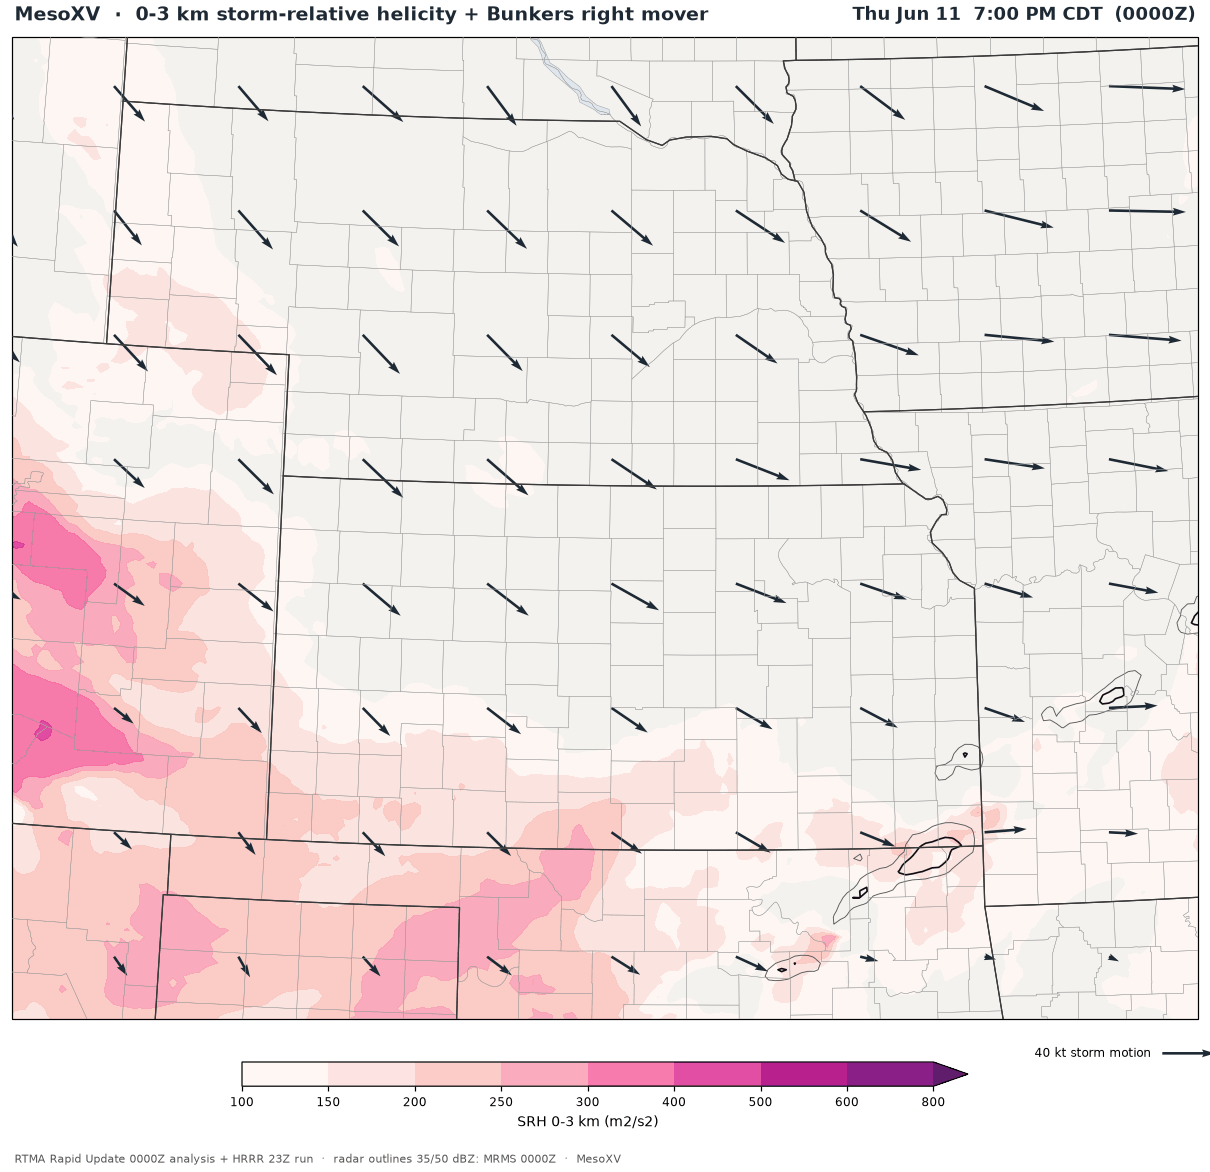 MesoXV · 0-3 km storm-relative helicity + Bunkers right mover
Thu Jun 11 7:00 PM CDT (0000Z)
40 kt storm motion
100 150 200 250 300 400 500 600 800
SRH 0-3 km (m2/s2)
RTMA Rapid Update 0000Z analysis + HRRR 23Z run · radar outlines 35/50 dBZ: MRMS 0000Z · MesoXV